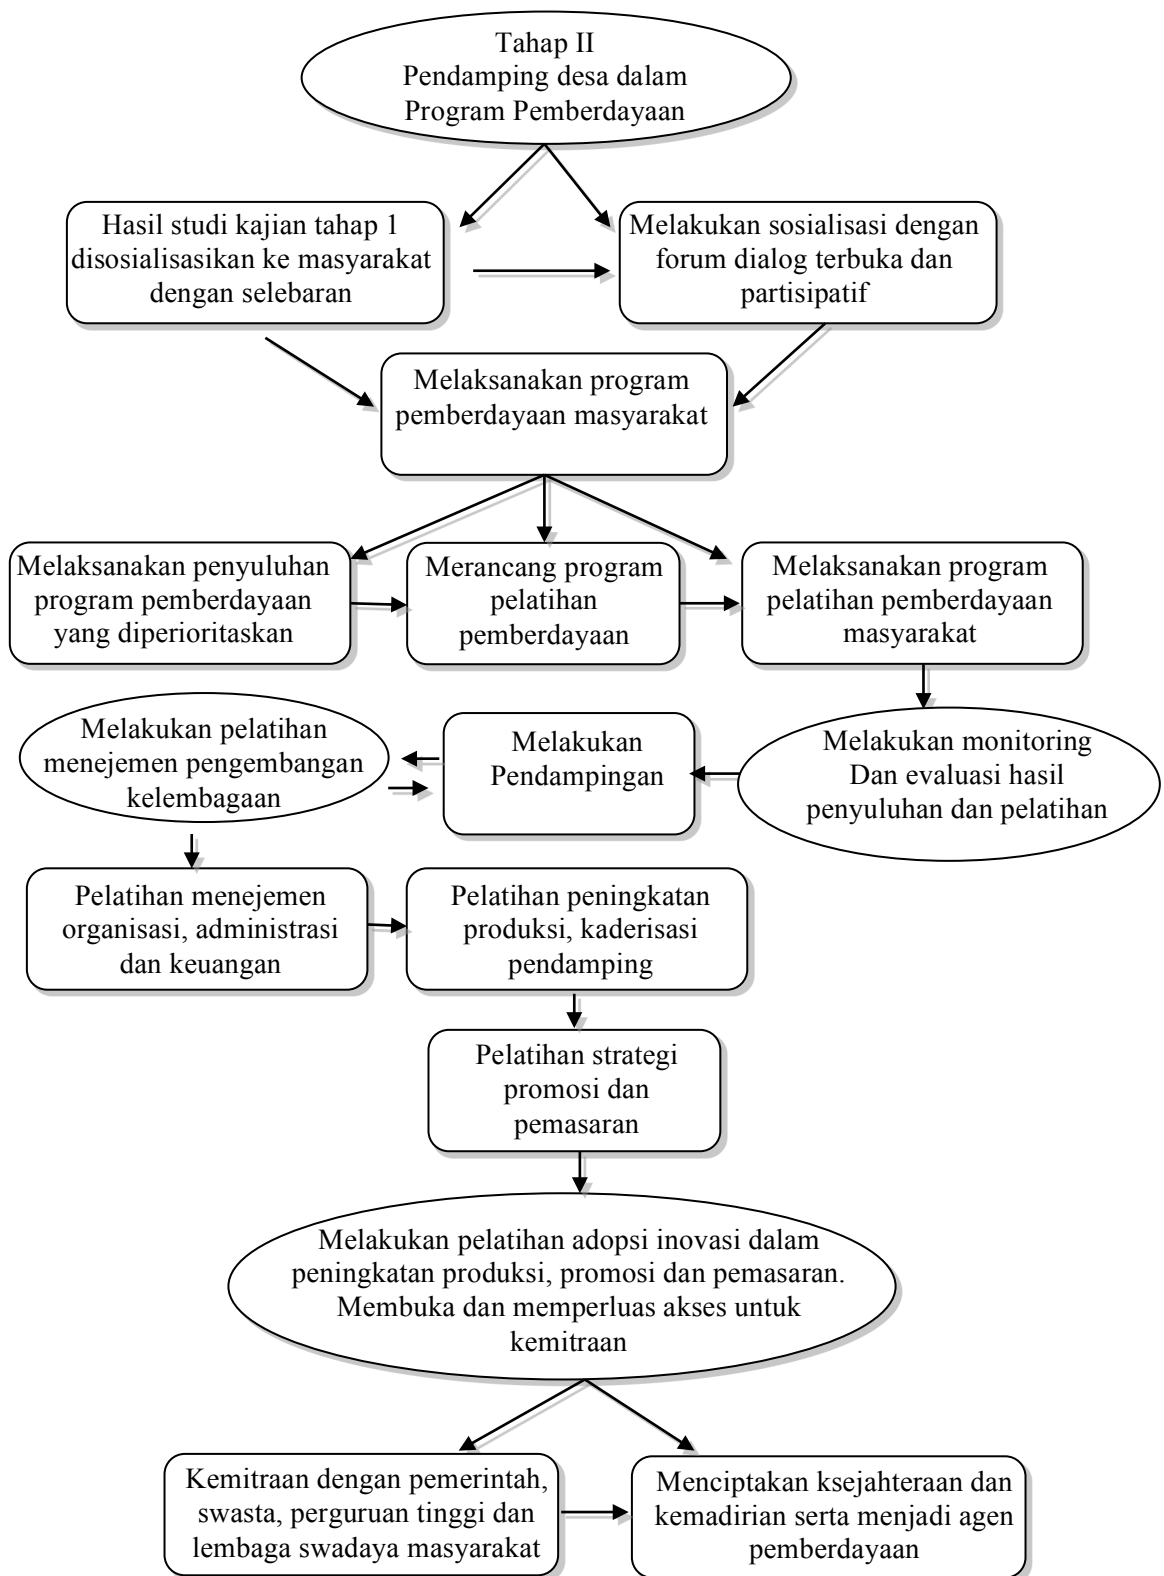 Tahap II
Pendamping desa dalam
Program Pemberdayaan
Hasil studi kajian tahap 1
disosialisasikan ke masyarakat
dengan selebaran
Melakukan sosialisasi dengan
forum dialog terbuka dan
partisipatif
Melaksanakan program
pemberdayaan masyarakat
Melaksanakan penyuluhan
program pemberdayaan
yang diperioritaskan
Merancang program
pelatihan
pemberdayaan
Melaksanakan program
pelatihan pemberdayaan
masyarakat
Melakukan pelatihan
menejemen pengembangan
kelembagaan
Melakukan
Pendampingan
Melakukan monitoring
Dan evaluasi hasil
penyuluhan dan pelatihan
Pelatihan menejemen
organisasi, administrasi
dan keuangan
Pelatihan peningkatan
produksi, kaderisasi
pendamping
Pelatihan strategi
promosi dan
pemasaran
Melakukan pelatihan adopsi inovasi dalam
peningkatan produksi, promosi dan pemasaran.
Membuka dan memperluas akses untuk
kemitraan
Kemitraan dengan pemerintah,
swasta, perguruan tinggi dan
lembaga swadaya masyarakat
Menciptakan ksejahteraan dan
kemadirian serta menjadi agen
pemberdayaan